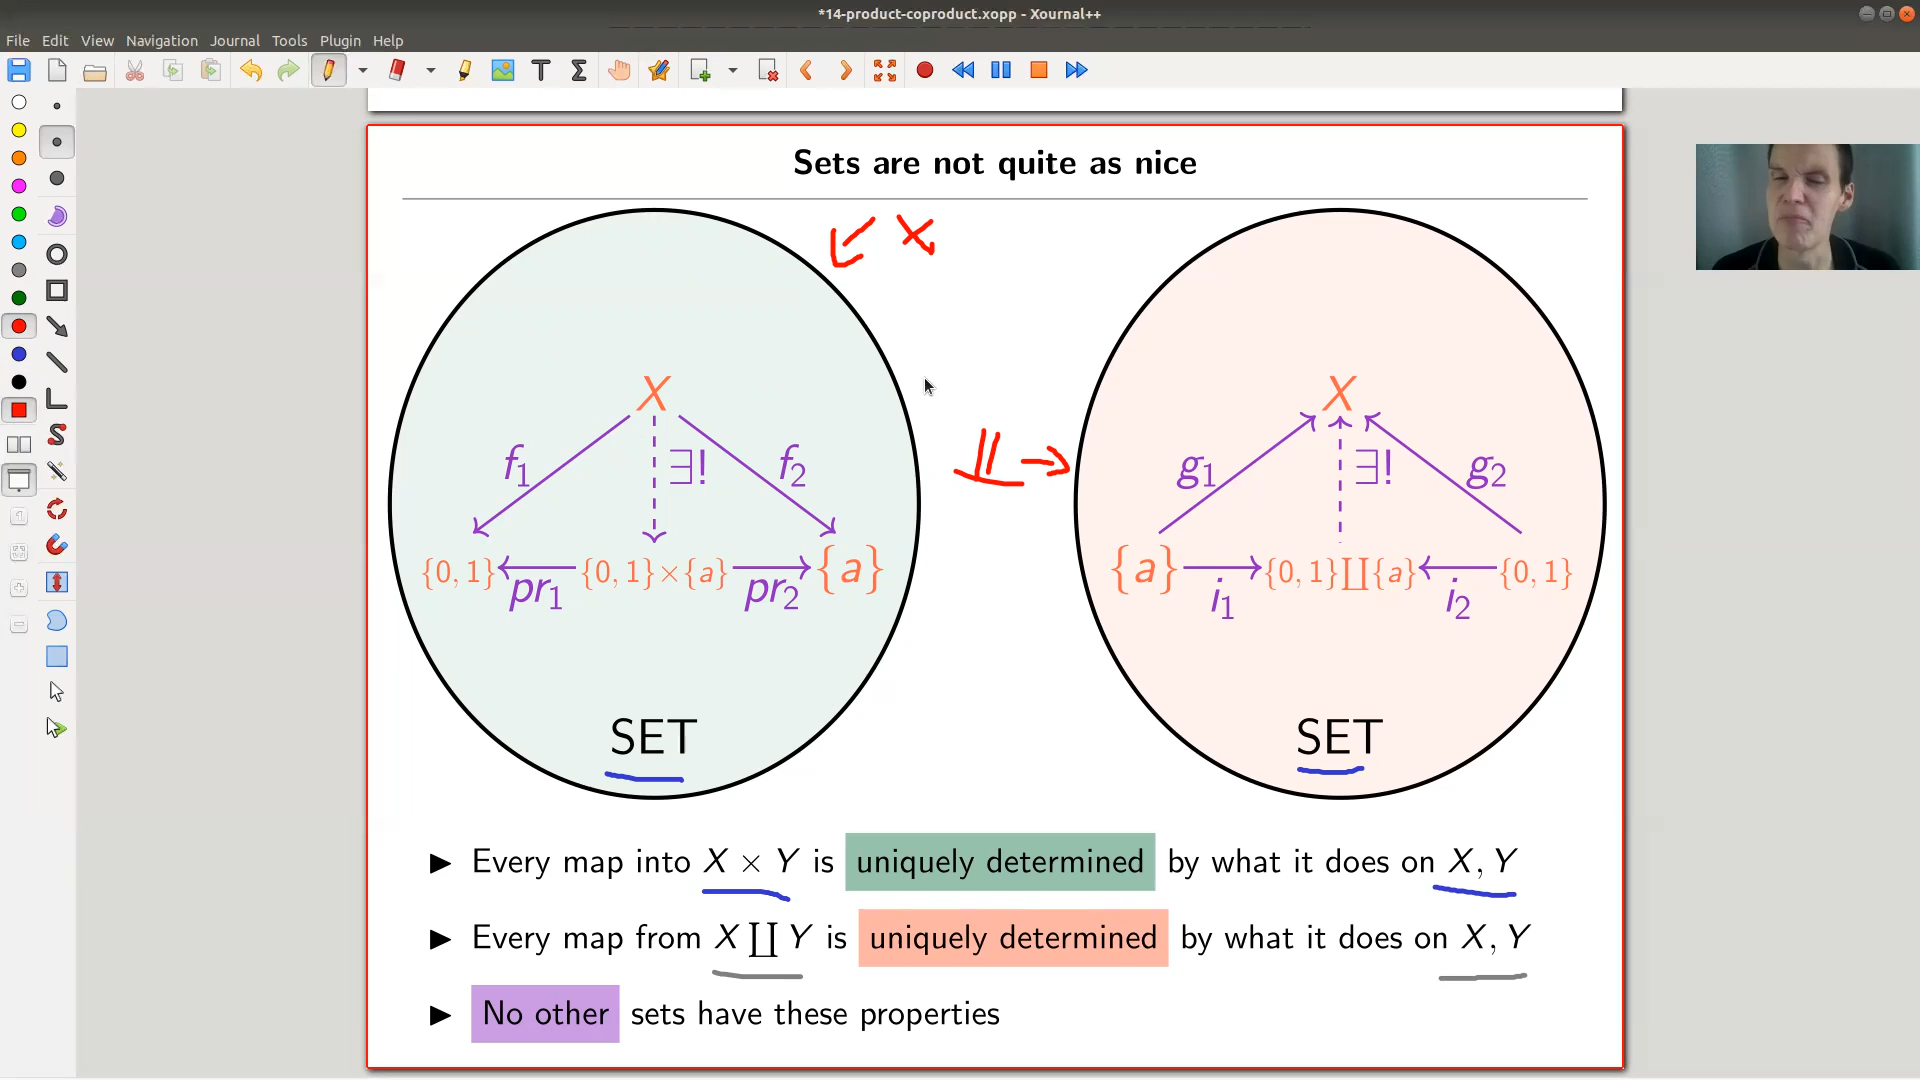 *14-product-coproduct.xopp - Xournal++
File Edit View Navigation Journal Tools Plugin Help
Sets are not quite as nice
×
X
X
f₁ ∃! f₂
∐ →
g₁ ∃! g₂
{0, 1} {0, 1}×{a} {a}
pr₁ pr₂
{a} {0, 1}∐{a} {0, 1}
i₁ i₂
SET
SET
► Every map into X × Y is uniquely determined by what it does on X, Y
► Every map from X ∐ Y is uniquely determined by what it does on X, Y
► No other sets have these properties